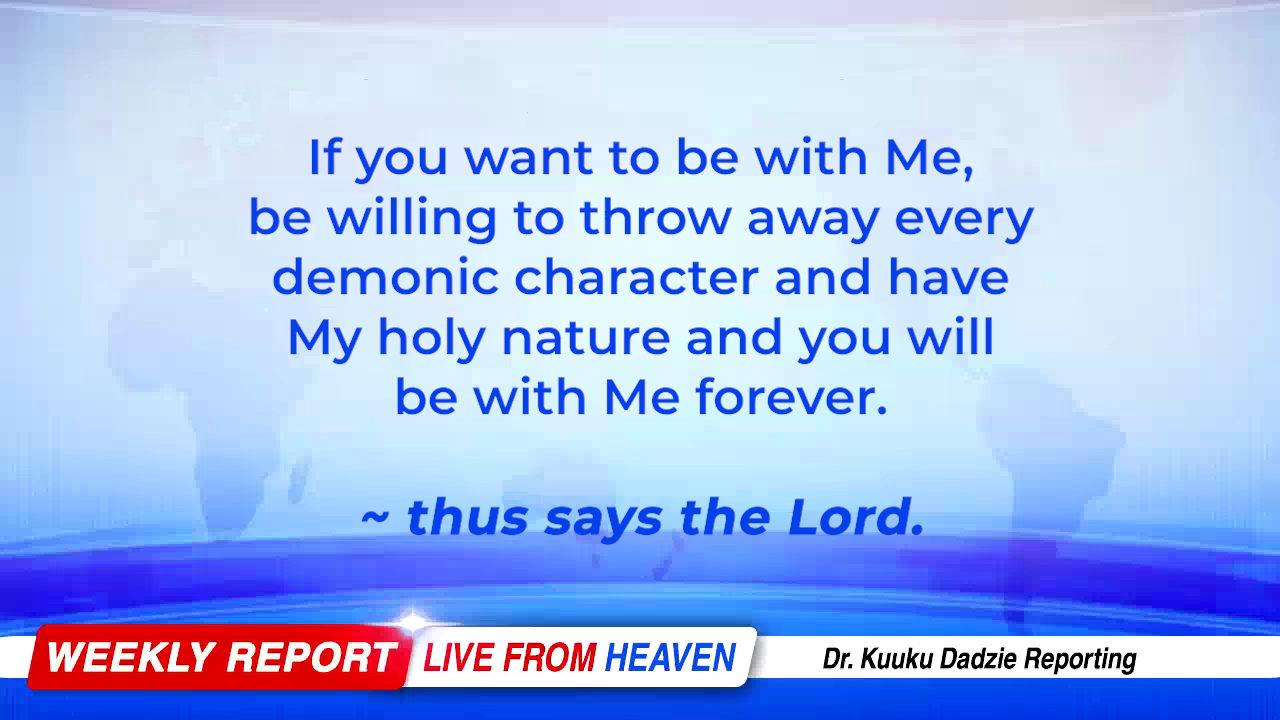 If you want to be with Me,
be willing to throw away every
demonic character and have
My holy nature and you will
be with Me forever.
~ thus says the Lord.
WEEKLY REPORT LIVE FROM HEAVEN Dr. Kuuku Dadzie Reporting